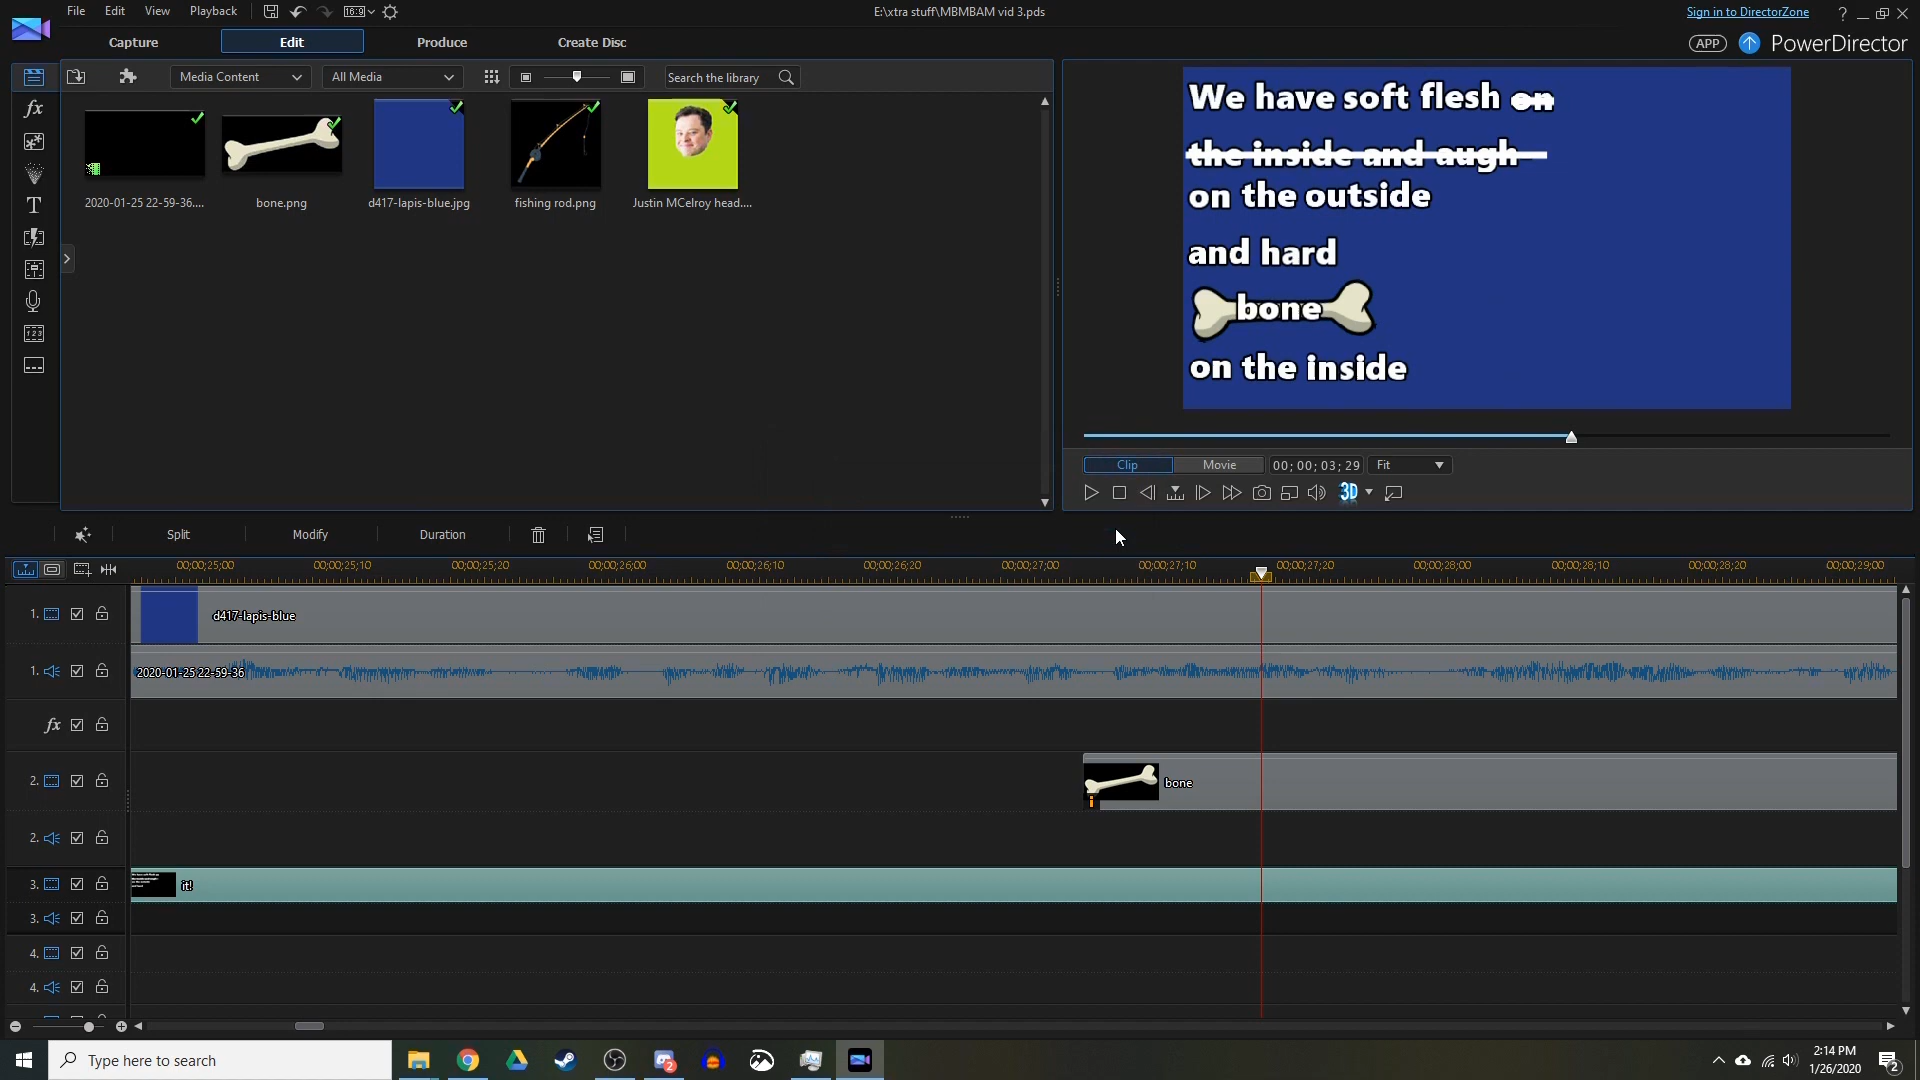 File Edit View Playback 16:9 E:\xtra stuff\MBMBAM vid 3.pds Sign in to DirectorZone ?
Capture Edit Produce Create Disc APP PowerDirector
Media Content All Media Search the library
2020-01-25 22-59-36.... bone.png d417-lapis-blue.jpg fishing rod.png Justin MCelroy head....
We have soft flesh on
the inside and augh
on the outside
and hard
bone
on the inside
Clip Movie 00; 00; 03; 29 Fit
3D
Split Modify Duration
00;00;25;00 00;00;25;10 00;00;25;20 00;00;26;00 00;00;26;10 00;00;26;20 00;00;27;00 00;00;27;10 00;00;27;20 00;00;28;00 00;00;28;10 00;00;28;20 00;00;29;00
1. d417-lapis-blue
1. 2020-01-25 22-59-36
fx
2. bone
2.
3. it!
3.
4.
4.
Type here to search 2 2:14 PM
1/26/2020 2